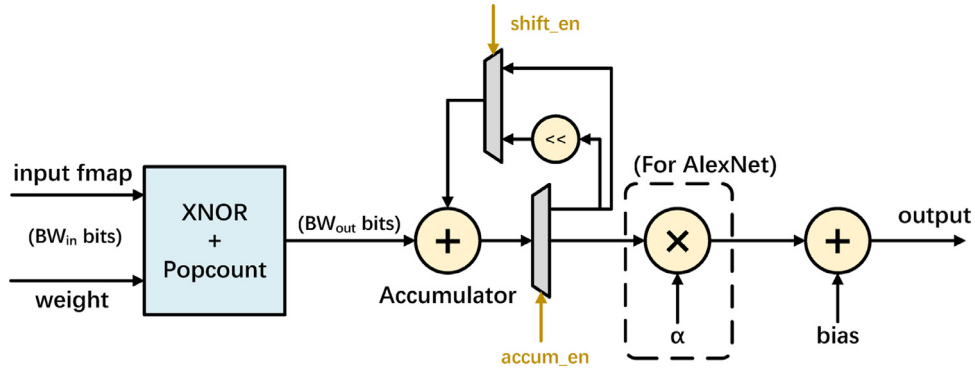 shift_en
<<
input fmap
(BWin bits)
weight
XNOR
+
Popcount
(BWout bits)
+
Accumulator
accum_en
(For AlexNet)
×
α
+
bias
output